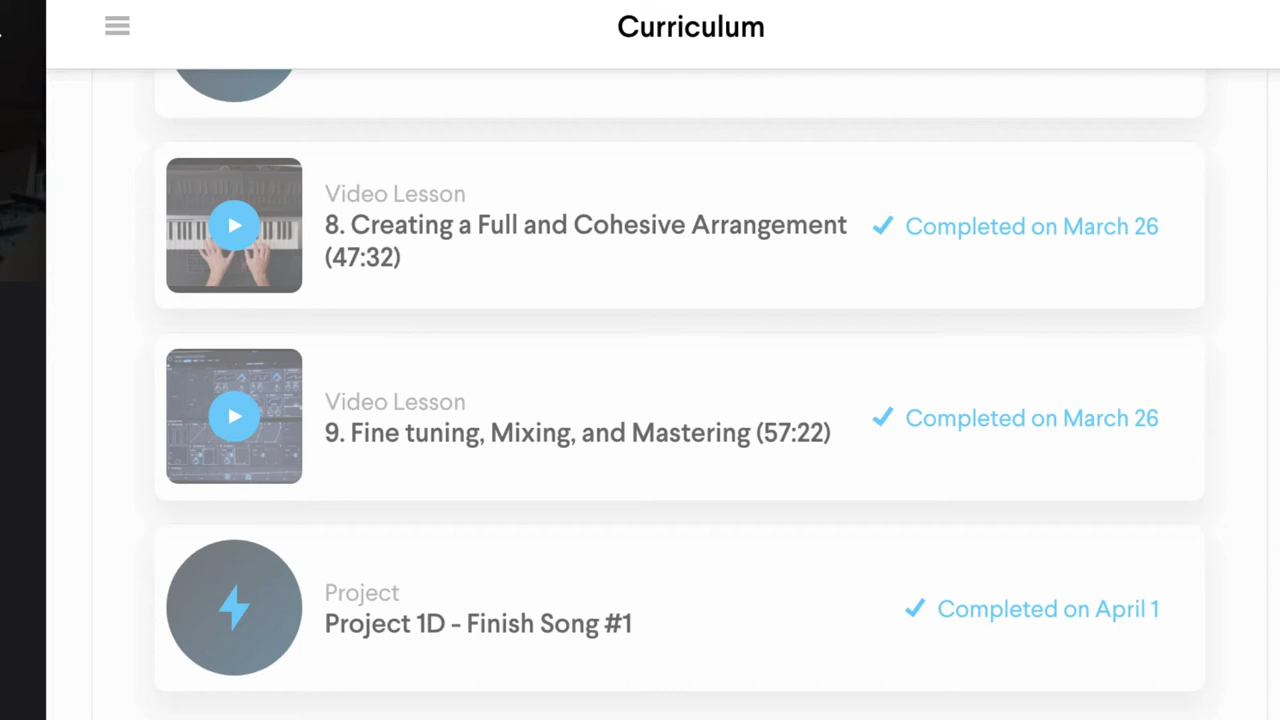 Curriculum
Video Lesson
8. Creating a Full and Cohesive Arrangement
(47:32)
Completed on March 26
Video Lesson
9. Fine tuning, Mixing, and Mastering (57:22)
Completed on March 26
Project
Project 1D - Finish Song #1
Completed on April 1